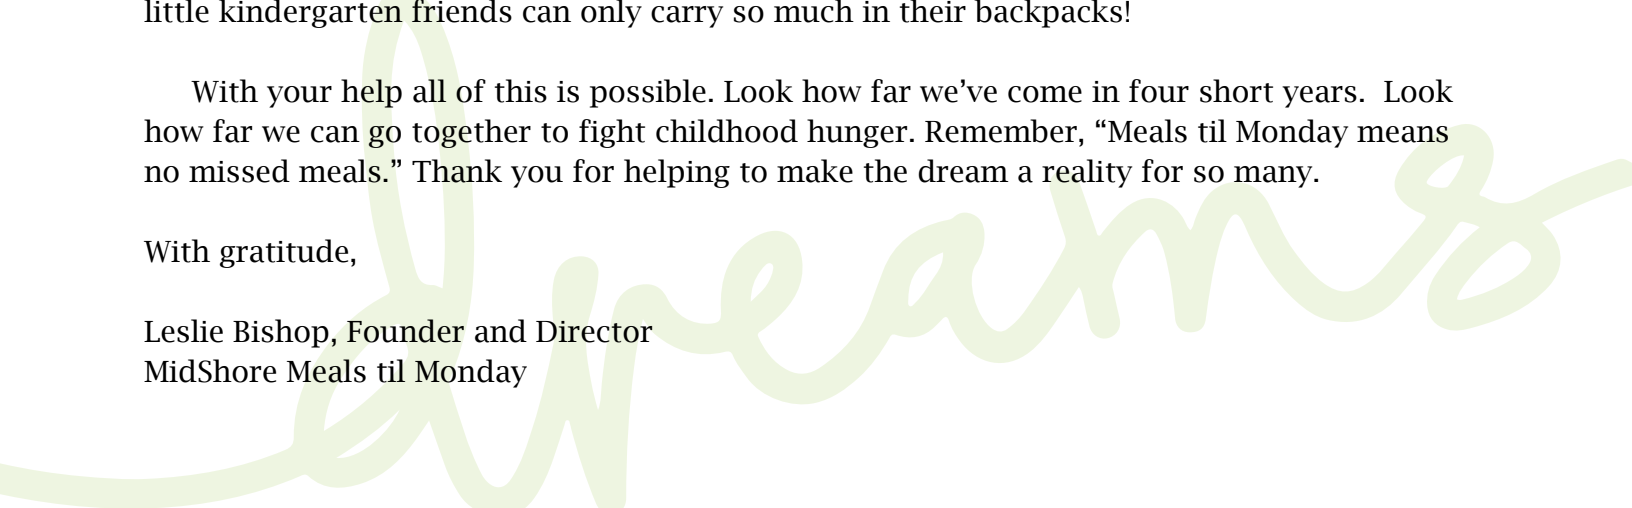 little kindergarten friends can only carry so much in their backpacks!
With your help all of this is possible. Look how far we’ve come in four short years.  Look
how far we can go together to fight childhood hunger. Remember, “Meals til Monday means
no missed meals.” Thank you for helping to make the dream a reality for so many.
With gratitude,
Leslie Bishop, Founder and Director
MidShore Meals til Monday
dreams